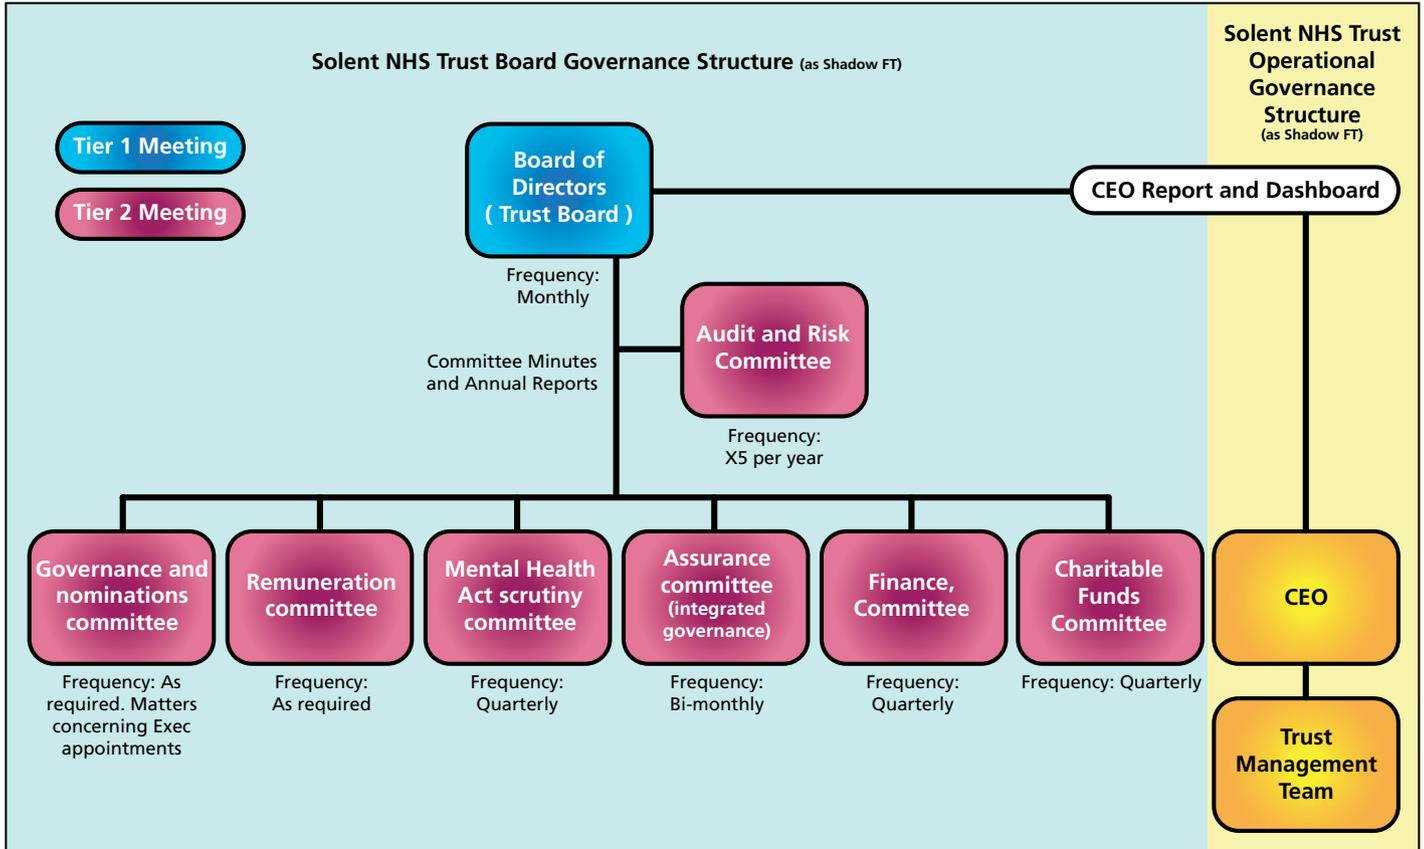 Solent NHS Trust Board Governance Structure (as Shadow FT)
Solent NHS Trust
Operational
Governance
Structure
(as Shadow FT)
Tier 1 Meeting
Tier 2 Meeting
Board of
Directors
( Trust Board )
CEO Report and Dashboard
Frequency:
Monthly
Audit and Risk
Committee
Committee Minutes
and Annual Reports
Frequency:
X5 per year
Governance and
nominations
committee
Remuneration
committee
Mental Health
Act scrutiny
committee
Assurance
committee
(integrated
governance)
Finance,
Committee
Charitable
Funds
Committee
CEO
Frequency: As
required. Matters
concerning Exec
appointments
Frequency:
As required
Frequency:
Quarterly
Frequency:
Bi-monthly
Frequency:
Quarterly
Frequency: Quarterly
Trust
Management
Team